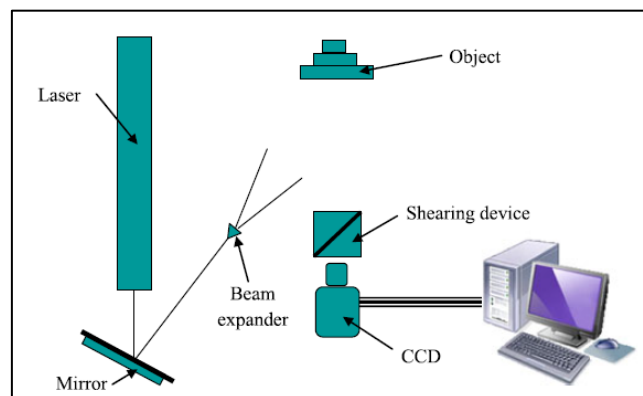 Object
Laser
Shearing device
Beam
expander
CCD
Mirror